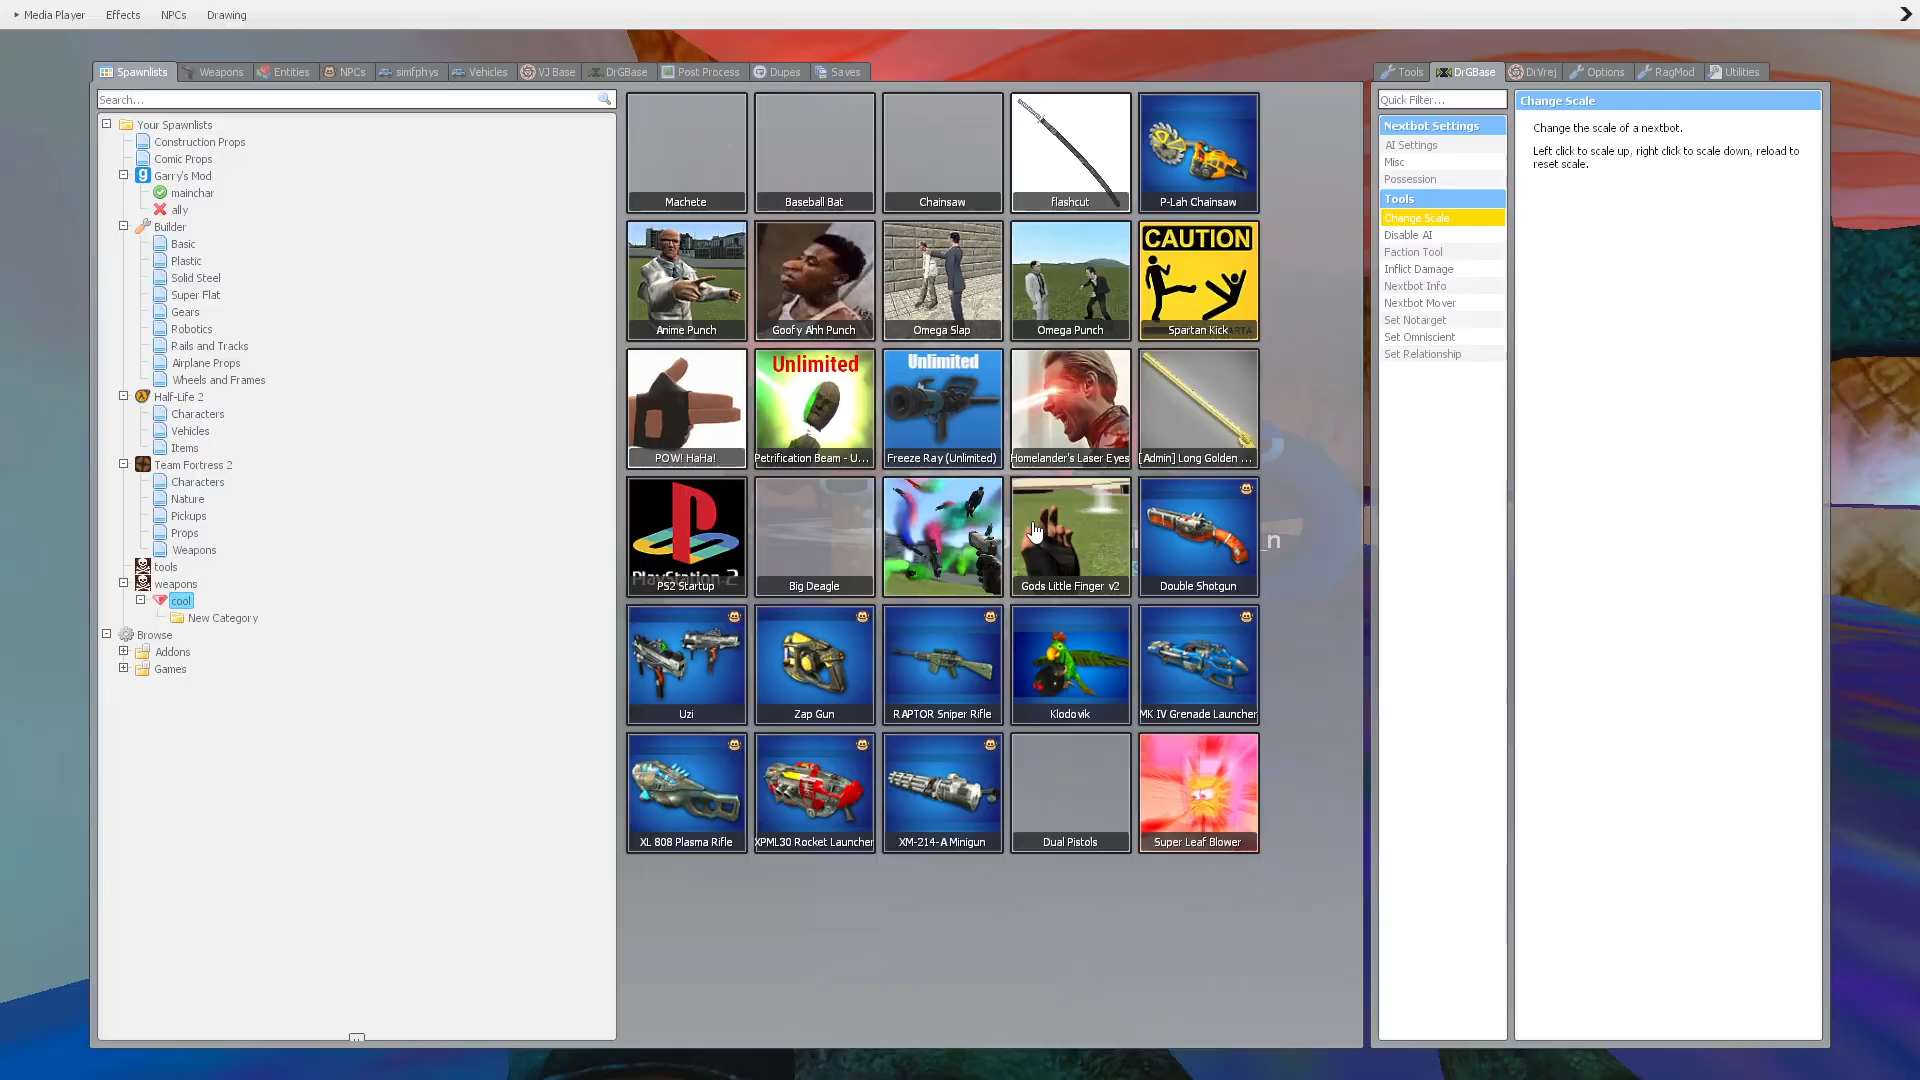 Media Player Effects NPCs Drawing
Spawnlists Weapons Entities NPCs simfphys Vehicles VJ Base DrGBase Post Process Dupes Saves
Tools DrGBase DrVrej Options RagMod Utilities
Search...
Your Spawnlists
Construction Props
Comic Props
Garry's Mod
mainchar
ally
Builder
Basic
Plastic
Solid Steel
Super Flat
Gears
Robotics
Rails and Tracks
Airplane Props
Wheels and Frames
Half-Life 2
Characters
Vehicles
Items
Team Fortress 2
Characters
Nature
Pickups
Props
Weapons
tools
weapons
cool
New Category
Browse
Addons
Games
Machete Baseball Bat Chainsaw flashcut P-Lah Chainsaw
CAUTION
Anime Punch Goofy Ahh Punch Omega Slap Omega Punch Spartan Kick
Unlimited Unlimited
POW! HaHa! Petrification Beam - U... Freeze Ray (Unlimited) Homelander's Laser Eyes [Admin] Long Golden ...
PlayStation 2
PS2 Startup Big Deagle Gods Little Finger v2 Double Shotgun
Uzi Zap Gun RAPTOR Sniper Rifle Klodovik MK IV Grenade Launcher
XL 808 Plasma Rifle XPML30 Rocket Launcher XM-214-A Minigun Dual Pistols Super Leaf Blower
Quick Filter...
Nextbot Settings
AI Settings
Misc
Possession
Tools
Change Scale
Disable AI
Faction Tool
Inflict Damage
Nextbot Info
Nextbot Mover
Set Notarget
Set Omniscient
Set Relationship
Change Scale
Change the scale of a nextbot.
Left click to scale up, right click to scale down, reload to
reset scale.